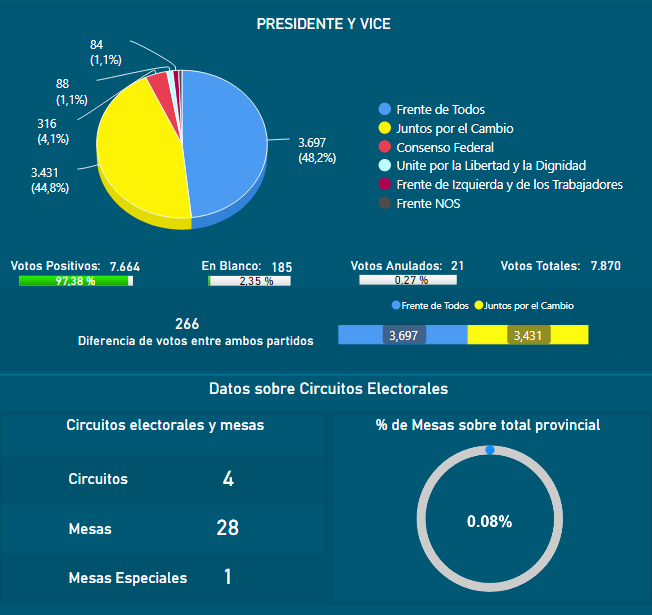 PRESIDENTE Y VICE
84
(1,1%)
88
(1,1%)
316
(4,1%)
3.431
(44,8%)
3.697
(48,2%)
Frente de Todos
Juntos por el Cambio
Consenso Federal
Unite por la Libertad y la Dignidad
Frente de Izquierda y de los Trabajadores
Frente NOS
Votos Positivos: 7.664
97,38 %
En Blanco: 185
2,35 %
Votos Anulados: 21
0,27 %
Votos Totales: 7.870
266
Diferencia de votos entre ambos partidos
Frente de Todos Juntos por el Cambio
3,697 3,431
Datos sobre Circuitos Electorales
Circuitos electorales y mesas
Circuitos 4
Mesas 28
Mesas Especiales 1
% de Mesas sobre total provincial
0.08%